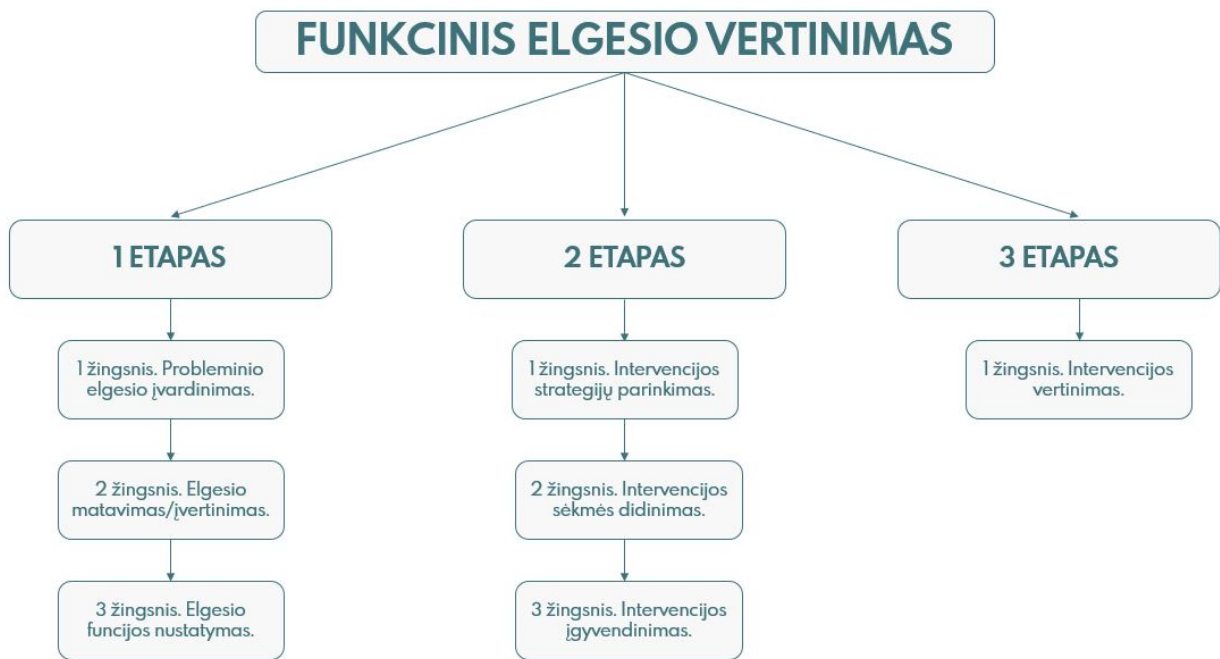 FUNKCINIS ELGESIO VERTINIMAS
1 ETAPAS
1 žingsnis. Probleminio
elgesio įvardinimas.
2 žingsnis. Elgesio
matavimas/įvertinimas.
3 žingsnis. Elgesio
funcijos nustatymas.
2 ETAPAS
1 žingsnis. Intervencijos
strategijų parinkimas.
2 žingsnis. Intervencijos
sėkmės didinimas.
3 žingsnis. Intervencijos
įgyvendinimas.
3 ETAPAS
1 žingsnis. Intervencijos
vertinimas.